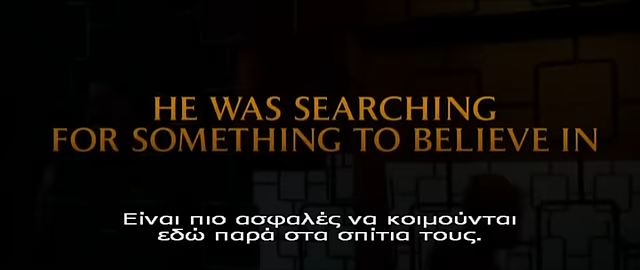 HE WAS SEARCHING
FOR SOMETHING TO BELIEVE IN
Είναι πιο ασφαλές να κοιμούνται
εδώ παρά στα σπίτια τους.